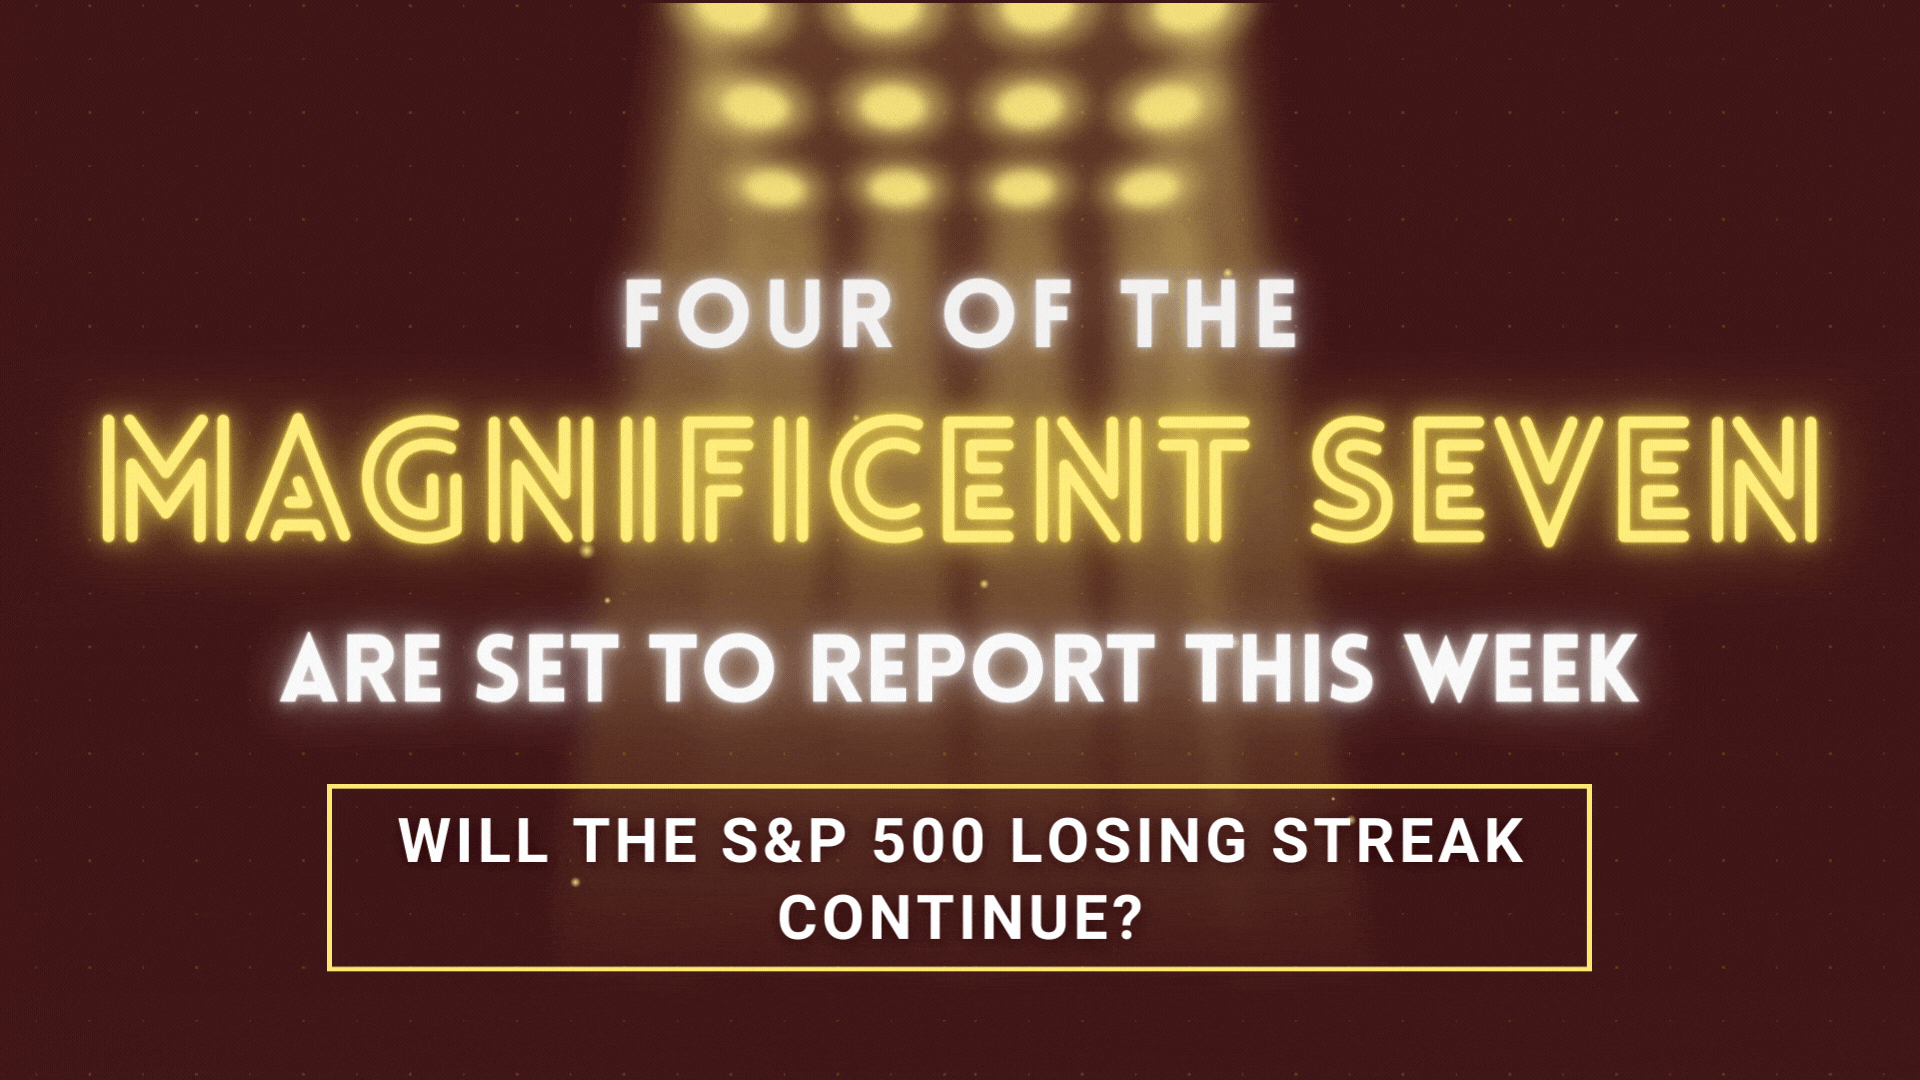 FOUR OF THE
MAGNIFICENT SEVEN
ARE SET TO REPORT THIS WEEK
WILL THE S&P 500 LOSING STREAK
CONTINUE?